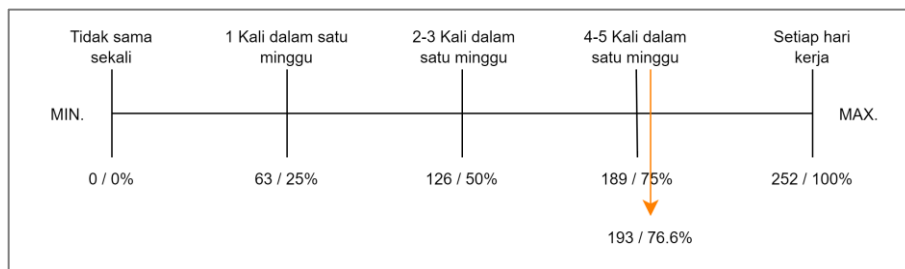 Tidak sama
sekali
1 Kali dalam satu
minggu
2-3 Kali dalam
satu minggu
4-5 Kali dalam
satu minggu
Setiap hari
kerja
MIN.
MAX.
0 / 0%
63 / 25%
126 / 50%
189 / 75%
252 / 100%
193 / 76.6%